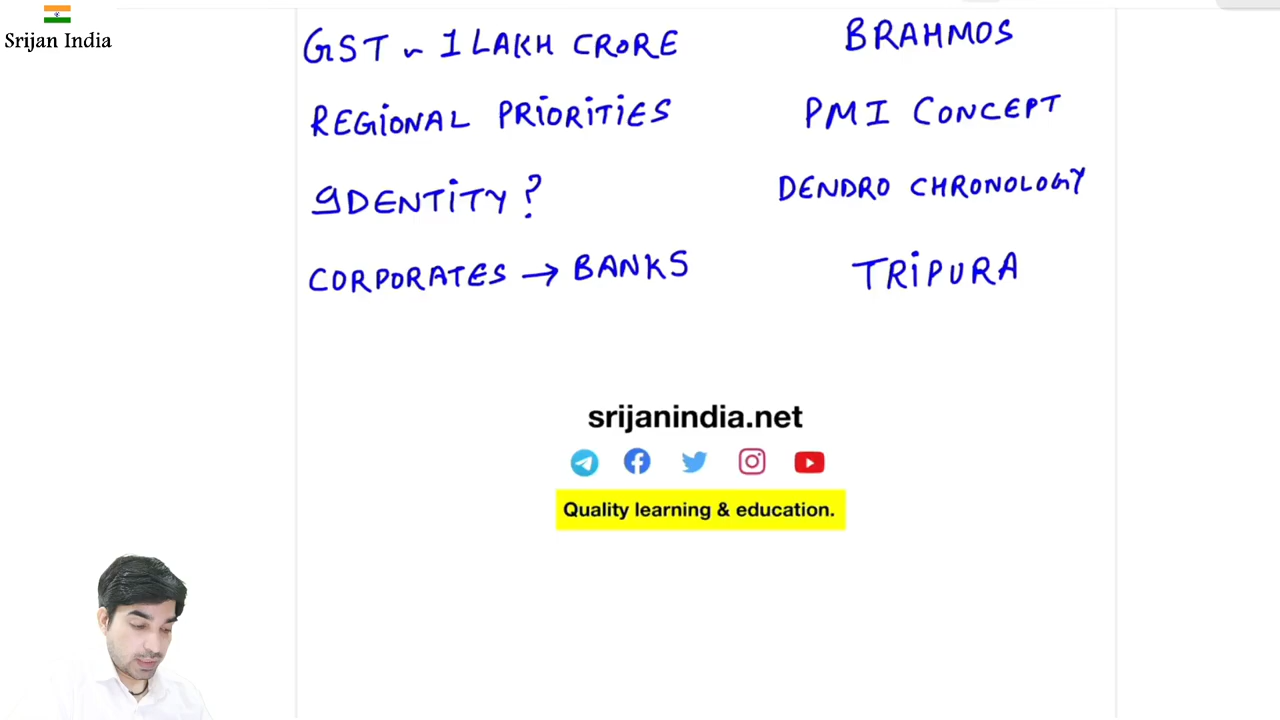 Srijan India
GST ~ 1 LAKH CRORE
REGIONAL PRIORITIES
IDENTITY?
CORPORATES → BANKS
BRAHMOS
PMI CONCEPT
DENDRO CHRONOLOGY
TRIPURA
srijanindia.net
Quality learning & education.